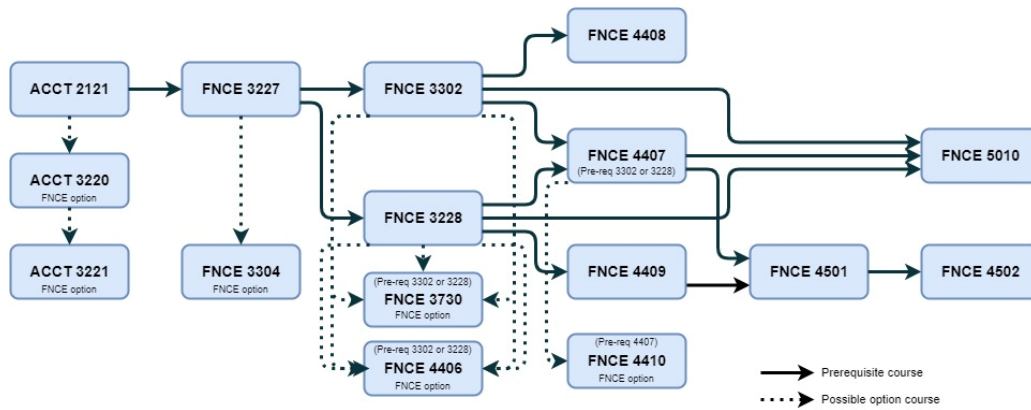 FNCE 4408
ACCT 2121
FNCE 3227
FNCE 3302
FNCE 4407
(Pre-req 3302 or 3228)
FNCE 5010
ACCT 3220
FNCE option
FNCE 3228
ACCT 3221
FNCE option
FNCE 3304
FNCE option
(Pre-req 3302 or 3228)
FNCE 3730
FNCE option
FNCE 4409
FNCE 4501
FNCE 4502
(Pre-req 3302 or 3228)
FNCE 4406
FNCE option
(Pre-req 4407)
FNCE 4410
FNCE option
Prerequisite course
Possible option course